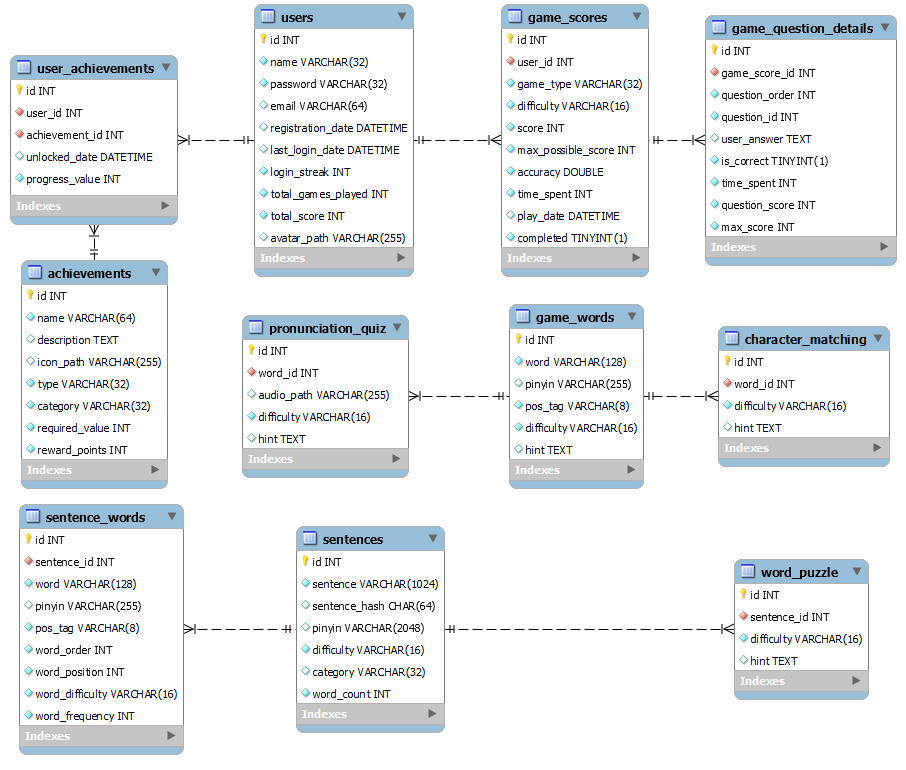 user_achievements
id INT
user_id INT
achievement_id INT
unlocked_date DATETIME
progress_value INT
Indexes
users
id INT
name VARCHAR(32)
password VARCHAR(32)
email VARCHAR(64)
registration_date DATETIME
last_login_date DATETIME
login_streak INT
total_games_played INT
total_score INT
avatar_path VARCHAR(255)
Indexes
game_scores
id INT
user_id INT
game_type VARCHAR(32)
difficulty VARCHAR(16)
score INT
max_possible_score INT
accuracy DOUBLE
time_spent INT
play_date DATETIME
completed TINYINT(1)
Indexes
game_question_details
id INT
game_score_id INT
question_order INT
question_id INT
user_answer TEXT
is_correct TINYINT(1)
time_spent INT
question_score INT
max_score INT
Indexes
achievements
id INT
name VARCHAR(64)
description TEXT
icon_path VARCHAR(255)
type VARCHAR(32)
category VARCHAR(32)
required_value INT
reward_points INT
Indexes
pronunciation_quiz
id INT
word_id INT
audio_path VARCHAR(255)
difficulty VARCHAR(16)
hint TEXT
Indexes
game_words
id INT
word VARCHAR(128)
pinyin VARCHAR(255)
pos_tag VARCHAR(8)
difficulty VARCHAR(16)
hint TEXT
Indexes
character_matching
id INT
word_id INT
difficulty VARCHAR(16)
hint TEXT
Indexes
sentence_words
id INT
sentence_id INT
word VARCHAR(128)
pinyin VARCHAR(255)
pos_tag VARCHAR(8)
word_order INT
word_position INT
word_difficulty VARCHAR(16)
word_frequency INT
Indexes
sentences
id INT
sentence VARCHAR(1024)
sentence_hash CHAR(64)
pinyin VARCHAR(2048)
difficulty VARCHAR(16)
category VARCHAR(32)
word_count INT
Indexes
word_puzzle
id INT
sentence_id INT
difficulty VARCHAR(16)
hint TEXT
Indexes